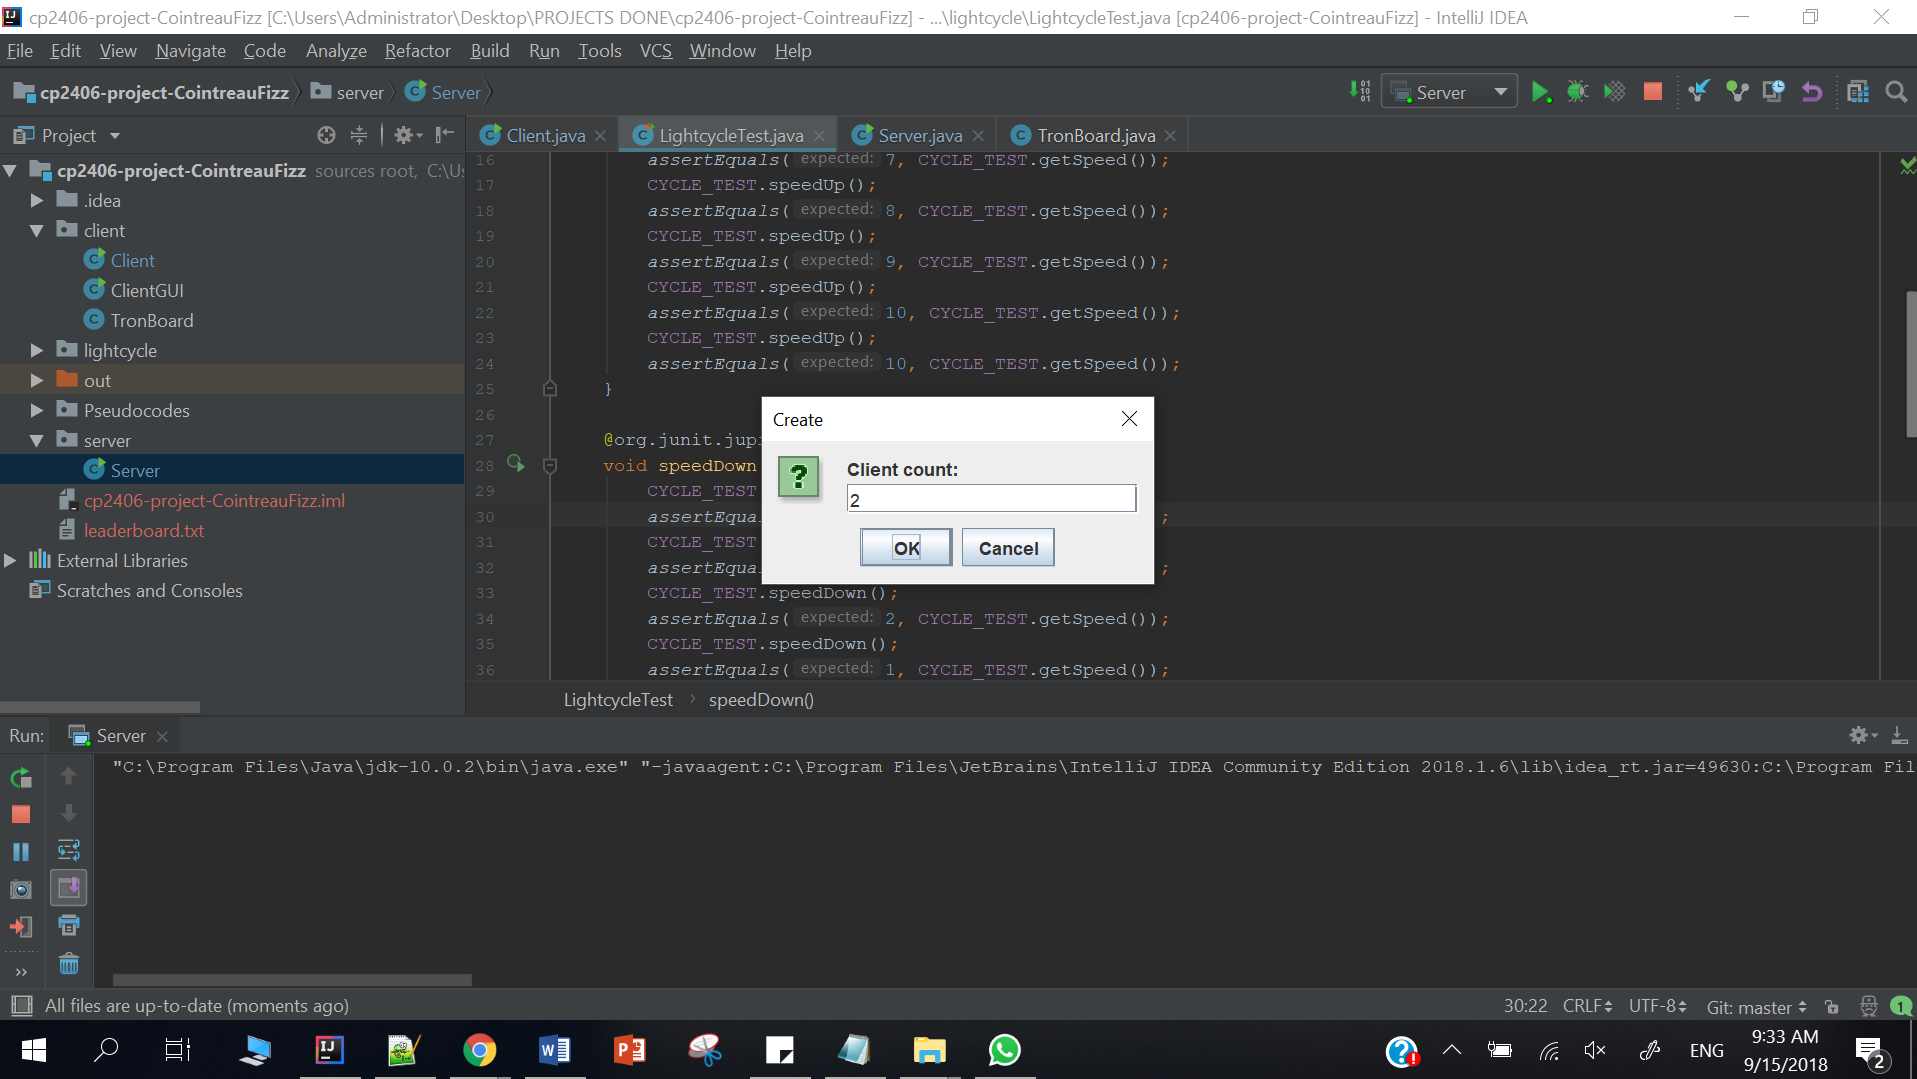 cp2406-project-CointreauFizz [C:\Users\Administrator\Desktop\PROJECTS DONE\cp2406-project-CointreauFizz] - ...\lightcycle\LightcycleTest.java [cp2406-project-CointreauFizz] - IntelliJ IDEA
File Edit View Navigate Code Analyze Refactor Build Run Tools VCS Window Help
cp2406-project-CointreauFizz server Server
Server
Project
Client.java LightcycleTest.java Server.java TronBoard.java
cp2406-project-CointreauFizz sources root, C:\Us
.idea
client
Client
ClientGUI
TronBoard
lightcycle
out
Pseudocodes
server
Server
cp2406-project-CointreauFizz.iml
leaderboard.txt
External Libraries
Scratches and Consoles
16 assertEquals( expected: 7, CYCLE_TEST.getSpeed());
17 CYCLE_TEST.speedUp();
18 assertEquals( expected: 8, CYCLE_TEST.getSpeed());
19 CYCLE_TEST.speedUp();
20 assertEquals( expected: 9, CYCLE_TEST.getSpeed());
21 CYCLE_TEST.speedUp();
22 assertEquals( expected: 10, CYCLE_TEST.getSpeed());
23 CYCLE_TEST.speedUp();
24 assertEquals( expected: 10, CYCLE_TEST.getSpeed());
25 }
26
27 @org.junit.jup
28 void speedDown
29 CYCLE_TEST
30 assertEqua ;
31 CYCLE_TEST
32 assertEqua ;
33 CYCLE_TEST.speedDown();
34 assertEquals( expected: 2, CYCLE_TEST.getSpeed());
35 CYCLE_TEST.speedDown();
36 assertEquals( expected: 1, CYCLE_TEST.getSpeed());
Create
Client count:
2
OK Cancel
LightcycleTest speedDown()
Run: Server
"C:\Program Files\Java\jdk-10.0.2\bin\java.exe" "-javaagent:C:\Program Files\JetBrains\IntelliJ IDEA Community Edition 2018.1.6\lib\idea_rt.jar=49630:C:\Program Fil
All files are up-to-date (moments ago)
30:22 CRLF UTF-8 Git: master 1
ENG
9:33 AM
9/15/2018
2